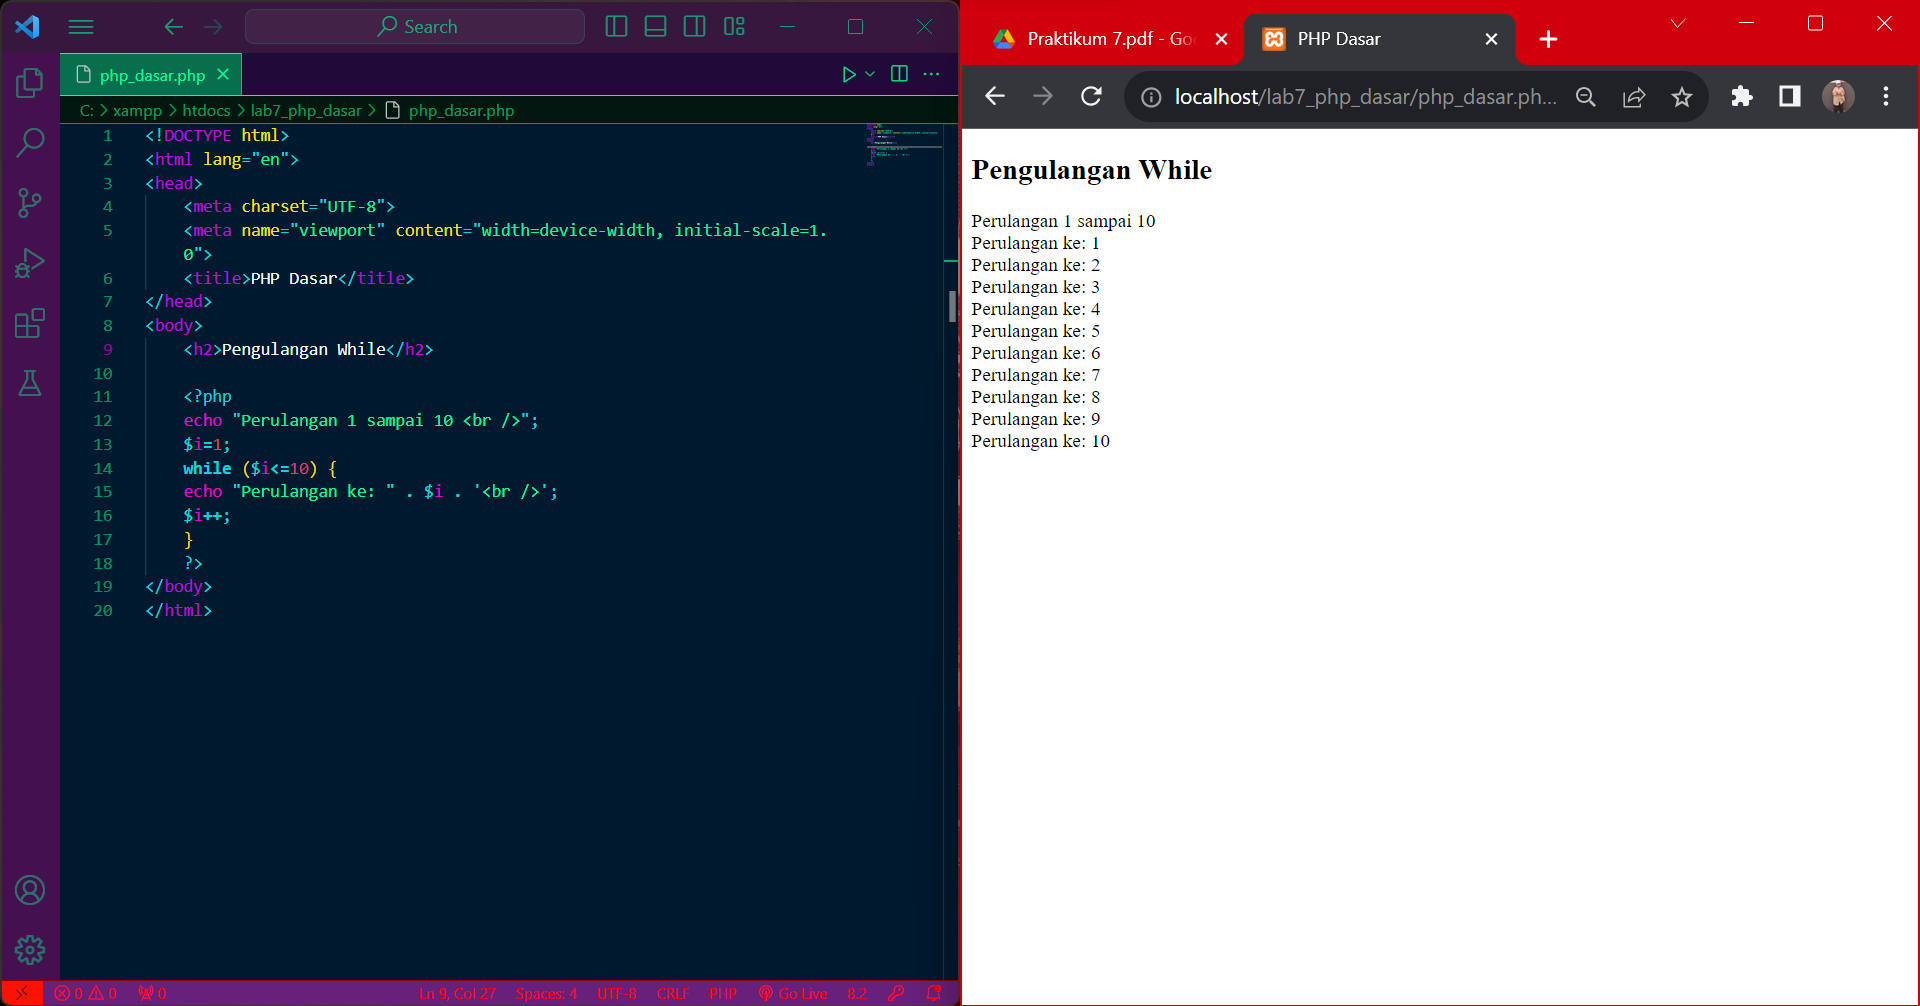 Search
php_dasar.php
C: > xampp > htdocs > lab7_php_dasar > php_dasar.php
1 <!DOCTYPE html>
2 <html lang="en">
3 <head>
4 <meta charset="UTF-8">
5 <meta name="viewport" content="width=device-width, initial-scale=1.
0">
6 <title>PHP Dasar</title>
7 </head>
8 <body>
9 <h2>Pengulangan While</h2>
10
11 <?php
12 echo "Perulangan 1 sampai 10 <br />";
13 $i=1;
14 while ($i<=10) {
15 echo "Perulangan ke: " . $i . '<br />';
16 $i++;
17 }
18 ?>
19 </body>
20 </html>
0 0 0 Ln 9, Col 27 Spaces: 4 UTF-8 CRLF PHP Go Live 8.2
Praktikum 7.pdf - Go
PHP Dasar
localhost/lab7_php_dasar/php_dasar.ph...
Pengulangan While
Perulangan 1 sampai 10
Perulangan ke: 1
Perulangan ke: 2
Perulangan ke: 3
Perulangan ke: 4
Perulangan ke: 5
Perulangan ke: 6
Perulangan ke: 7
Perulangan ke: 8
Perulangan ke: 9
Perulangan ke: 10